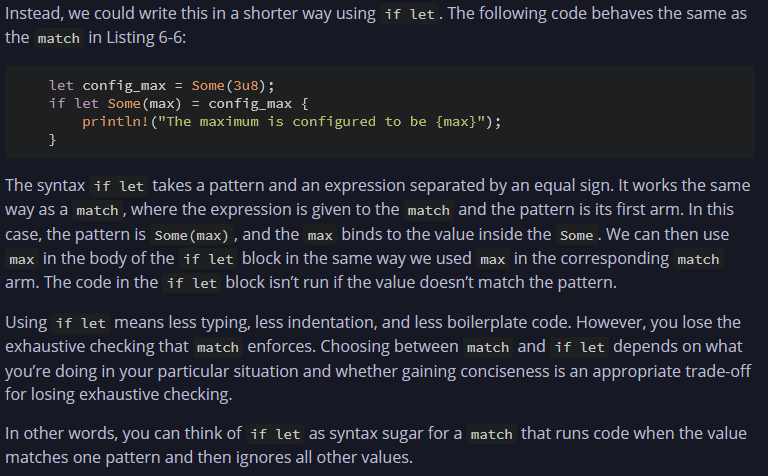 Instead, we could write this in a shorter way using if let. The following code behaves the same as
the match in Listing 6-6:
let config_max = Some(3u8);
if let Some(max) = config_max {
    println!("The maximum is configured to be {max}");
}
The syntax if let takes a pattern and an expression separated by an equal sign. It works the same
way as a match, where the expression is given to the match and the pattern is its first arm. In this
case, the pattern is Some(max), and the max binds to the value inside the Some. We can then use
max in the body of the if let block in the same way we used max in the corresponding match
arm. The code in the if let block isn’t run if the value doesn’t match the pattern.
Using if let means less typing, less indentation, and less boilerplate code. However, you lose the
exhaustive checking that match enforces. Choosing between match and if let depends on what
you’re doing in your particular situation and whether gaining conciseness is an appropriate trade-off
for losing exhaustive checking.
In other words, you can think of if let as syntax sugar for a match that runs code when the value
matches one pattern and then ignores all other values.